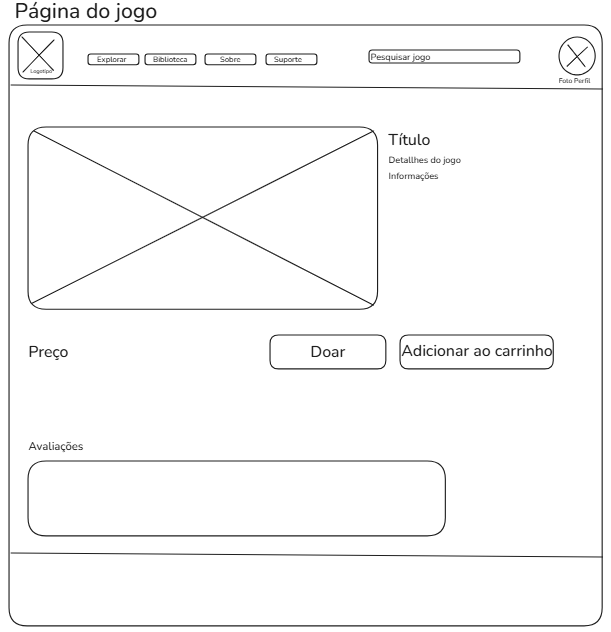 Página do jogo
Logotipo
Explorar
Biblioteca
Sobre
Suporte
Pesquisar jogo
Foto Perfil
Título
Detallhes do jogo
Informações
Preço
Doar
Adicionar ao carrinho
Avaliações